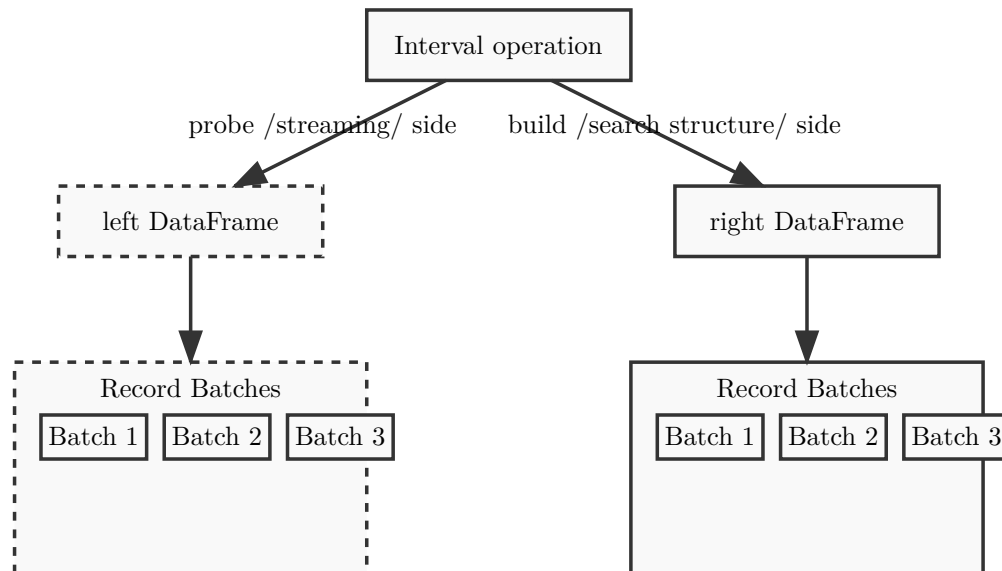 Interval operation
probe /streaming/ side
build /search structure/ side
left DataFrame
right DataFrame
Record Batches
Batch 1
Batch 2
Batch 3
Record Batches
Batch 1
Batch 2
Batch 3